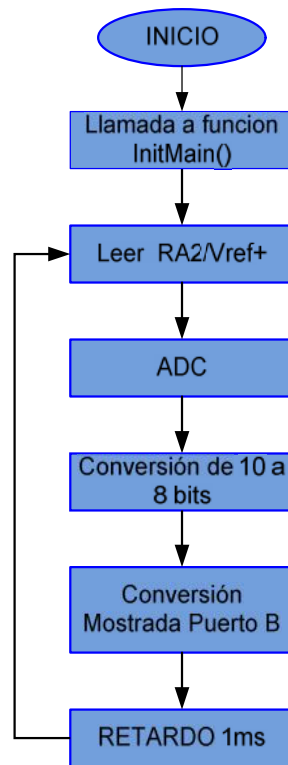 INICIO
Llamada a funcion
InitMain()
Leer RA2/Vref+
ADC
Conversión de 10 a
8 bits
Conversión
Mostrada Puerto B
RETARDO 1ms